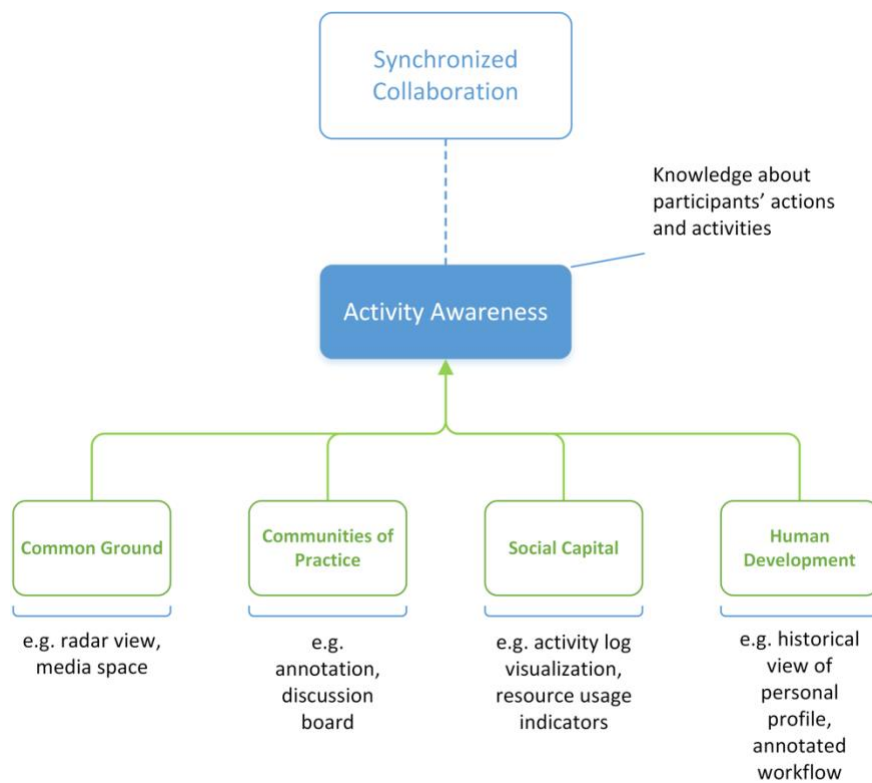 Synchronized
Collaboration
Knowledge about
participants’ actions
and activities
Activity Awareness
Common Ground
Communities of
Practice
Social Capital
Human
Development
e.g. radar view,
media space
e.g.
annotation,
discussion
board
e.g. activity log
visualization,
resource usage
indicators
e.g. historical
view of
personal
profile,
annotated
workflow